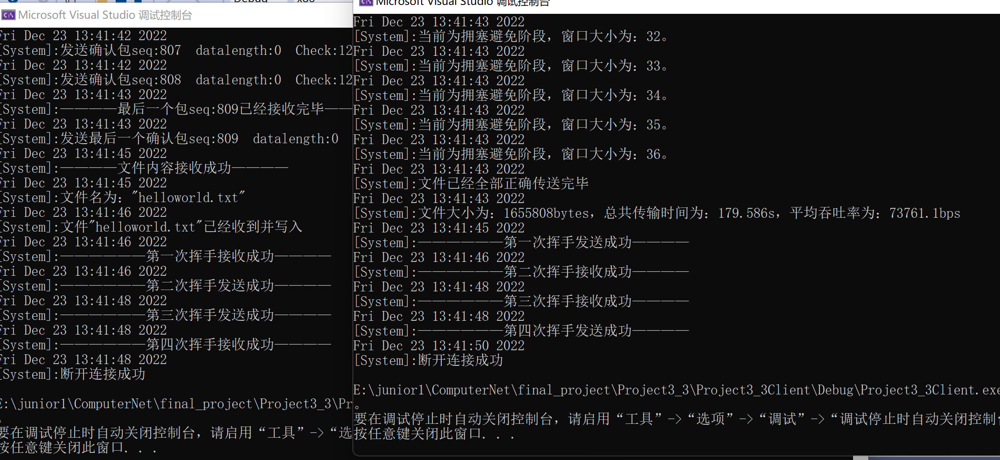 Debug
x86
Microsoft Visual Studio 调试控制台
Fri Dec 23 13:41:42 2022
[System]:发送确认包seq:807  datalength:0  Check:12
Fri Dec 23 13:41:42 2022
[System]:发送确认包seq:808  datalength:0  Check:12
Fri Dec 23 13:41:43 2022
[System]:————最后一个包seq:809已经接收完毕——
Fri Dec 23 13:41:43 2022
[System]:发送最后一个确认包seq:809  datalength:0
Fri Dec 23 13:41:45 2022
[System]:————文件内容接收成功————
Fri Dec 23 13:41:45 2022
[System]:文件名为："helloworld.txt"
Fri Dec 23 13:41:46 2022
[System]:文件"helloworld.txt"已经收到并写入
Fri Dec 23 13:41:46 2022
[System]:——————第一次挥手接收成功————
Fri Dec 23 13:41:46 2022
[System]:——————第二次挥手发送成功————
Fri Dec 23 13:41:48 2022
[System]:——————第三次挥手发送成功————
Fri Dec 23 13:41:48 2022
[System]:——————第四次挥手接收成功————
Fri Dec 23 13:41:48 2022
[System]:断开连接成功
E:\junior1\ComputerNet\final_project\Project3_3\Pr
。
要在调试停止时自动关闭控制台，请启用“工具”->“选
按任意键关闭此窗口. . .
Microsoft Visual Studio 调试控制台
Fri Dec 23 13:41:43 2022
[System]:当前为拥塞避免阶段，窗口大小为：32。
Fri Dec 23 13:41:43 2022
[System]:当前为拥塞避免阶段，窗口大小为：33。
Fri Dec 23 13:41:43 2022
[System]:当前为拥塞避免阶段，窗口大小为：34。
Fri Dec 23 13:41:43 2022
[System]:当前为拥塞避免阶段，窗口大小为：35。
Fri Dec 23 13:41:43 2022
[System]:当前为拥塞避免阶段，窗口大小为：36。
Fri Dec 23 13:41:43 2022
[System]:文件已经全部正确传送完毕
Fri Dec 23 13:41:43 2022
[System]:文件大小为：1655808bytes，总共传输时间为：179.586s，平均吞吐率为：73761.1bps
Fri Dec 23 13:41:45 2022
[System]:——————第一次挥手发送成功————
Fri Dec 23 13:41:46 2022
[System]:——————第二次挥手接收成功————
Fri Dec 23 13:41:48 2022
[System]:——————第三次挥手接收成功————
Fri Dec 23 13:41:48 2022
[System]:——————第四次挥手发送成功————
Fri Dec 23 13:41:50 2022
[System]:断开连接成功
E:\junior1\ComputerNet\final_project\Project3_3\Project3_3Client\Debug\Project3_3Client.exe
。
要在调试停止时自动关闭控制台，请启用“工具”->“选项”->“调试”->“调试停止时自动关闭控制台
按任意键关闭此窗口. . .